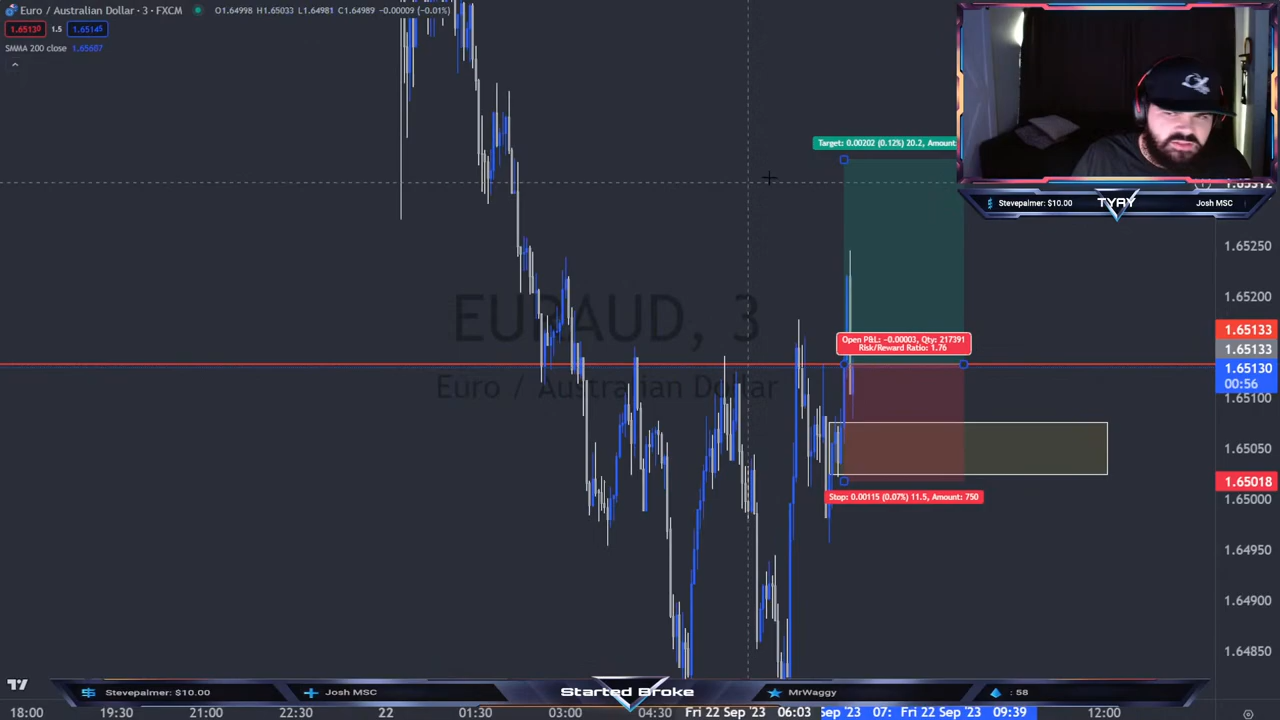 Euro / Australian Dollar · 3 · FXCM O1.64998 H1.65033 L1.64981 C1.64989 -0.00009 (-0.01%)
1.65130 1.5 1.65145
SMMA 200 close 1.65607
Target: 0.00202 (0.12%) 20.2, Amount
Stevepalmer: $10.00 TYAY Josh MSC
1.65250
1.65200
EURAUD, 3
Euro / Australian Dollar
Open P&L: -0.00003, Qty: 217391
Risk/Reward Ratio: 1.76
1.65133
1.65133
1.65130
00:56
1.65100
1.65050
1.65018
Stop: 0.00115 (0.07%) 11.5, Amount: 750
1.65000
1.64950
1.64900
1.64850
Stevepalmer: $10.00 Josh MSC Started Broke MrWaggy : 58
18:00 19:30 21:00 22:30 22 01:30 03:00 04:30 Fri 22 Sep '23 06:03 Sep '23 07: Fri 22 Sep '23 09:39 12:00